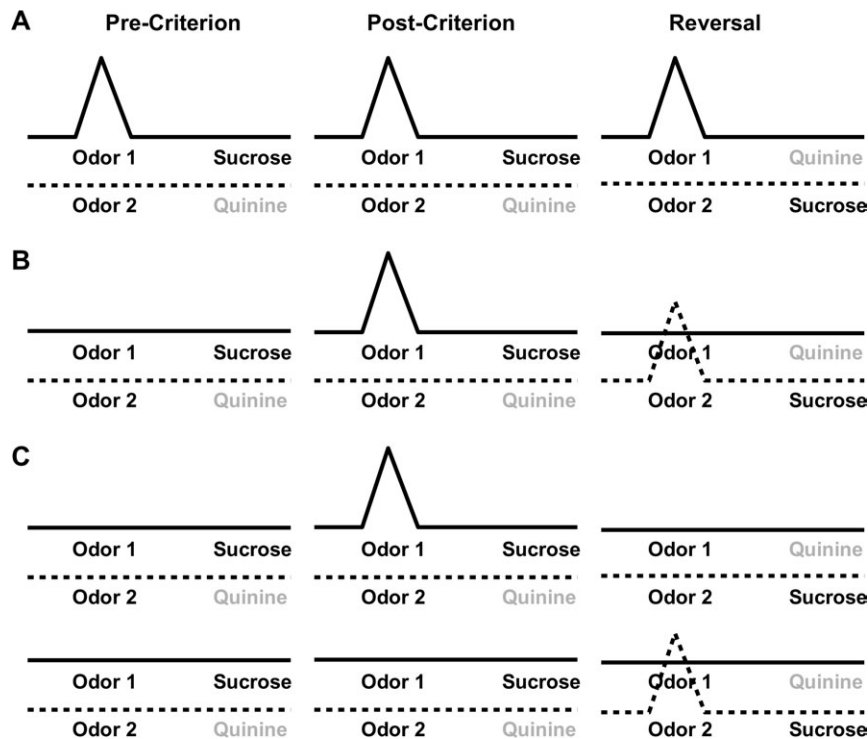 A Pre-Criterion Post-Criterion Reversal
Odor 1 Sucrose Odor 1 Sucrose Odor 1 Quinine
Odor 2 Quinine Odor 2 Quinine Odor 2 Sucrose
B
Odor 1 Sucrose Odor 1 Sucrose Odor 1 Quinine
Odor 2 Quinine Odor 2 Quinine Odor 2 Sucrose
C
Odor 1 Sucrose Odor 1 Sucrose Odor 1 Quinine
Odor 2 Quinine Odor 2 Quinine Odor 2 Sucrose
Odor 1 Sucrose Odor 1 Sucrose Odor 1 Quinine
Odor 2 Quinine Odor 2 Quinine Odor 2 Sucrose